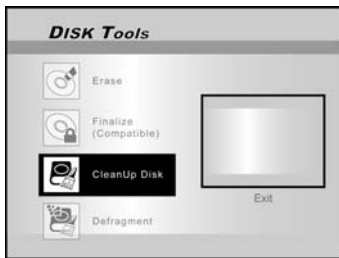 DISK Tools
Erase
Finalize
(Compatible)
CleanUp Disk
Exit
Defragment